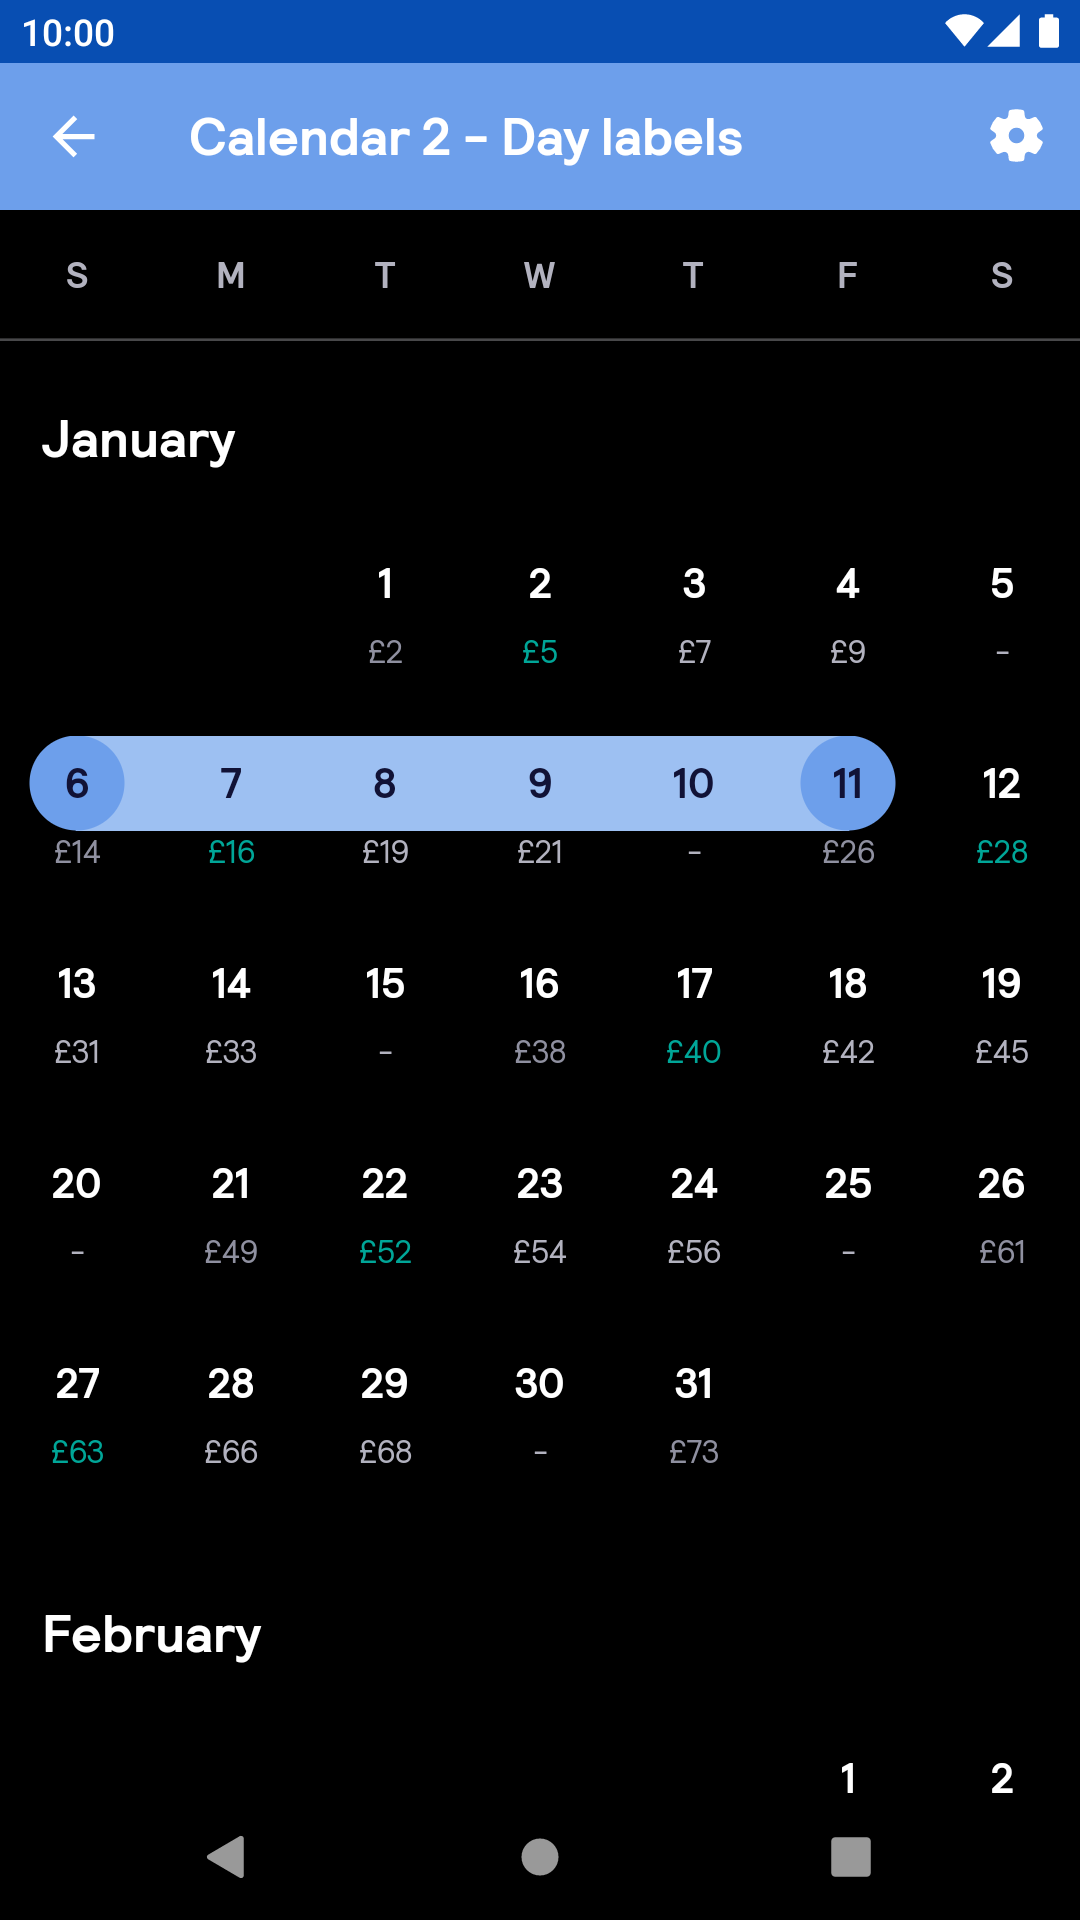 10:00
Calendar 2 - Day labels
S M T W T F S
January
1 2 3 4 5
£2 £5 £7 £9 -
6 7 8 9 10 11 12
£14 £16 £19 £21 - £26 £28
13 14 15 16 17 18 19
£31 £33 - £38 £40 £42 £45
20 21 22 23 24 25 26
- £49 £52 £54 £56 - £61
27 28 29 30 31
£63 £66 £68 - £73
February
1 2